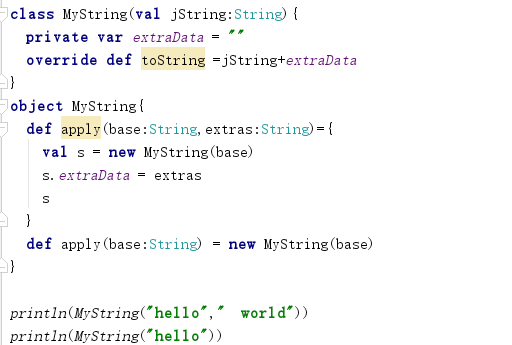 class MyString(val jString:String){
private var extraData = ""
override def toString =jString+extraData
}
object MyString{
def apply(base:String,extras:String)={
val s = new MyString(base)
s.extraData = extras
s
}
def apply(base:String) = new MyString(base)
}
println(MyString("hello","  world"))
println(MyString("hello"))